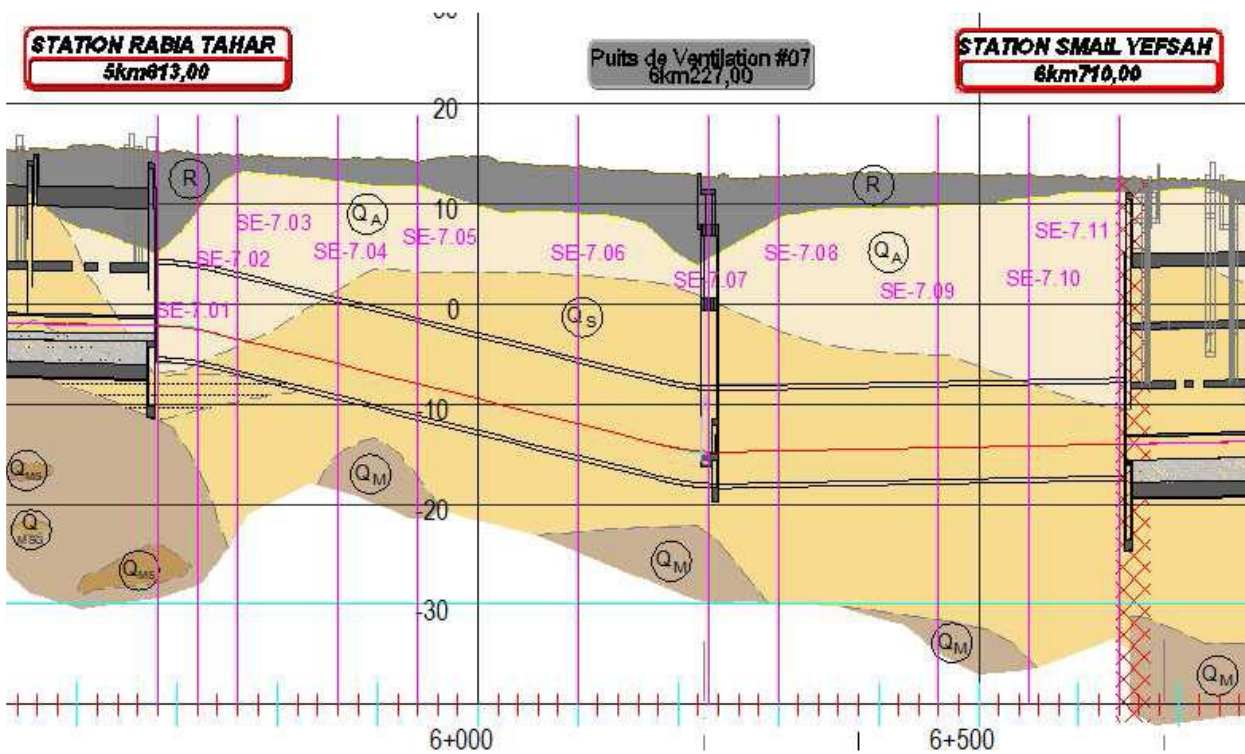 30
STATION RABIA TAHAR
5km613,00
Puits de Ventilation #07
6km227,00
STATION SMAIL YEFSAH
6km710,00
20
R
R
10
QA
SE-7.03
SE-7.04
SE-7.05
SE-7.02
SE-7.06
SE-7.07
SE-7.08
QA
SE-7.09
SE-7.11
SE-7.10
SE-7.01
0
QS
-10
QMS
QM
-20
Q
MSG
QMS
QM
-30
QM
QM
6+000
6+500